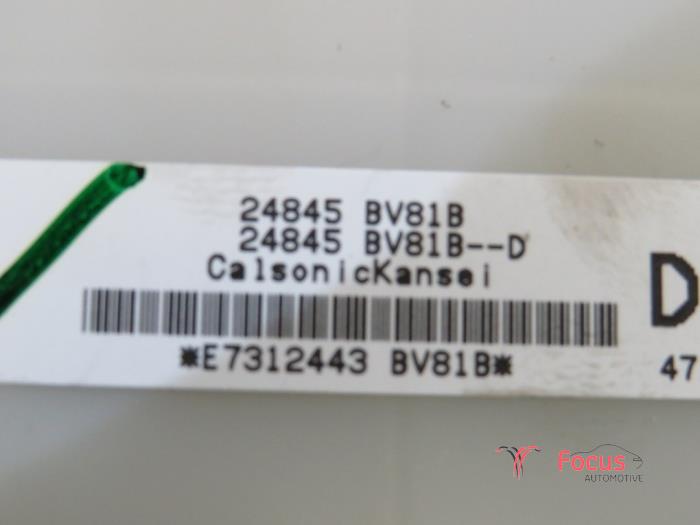 24845 BV81B
24845 BV81B--D
CalsonicKansei
D
*E7312443 BV81B*
47
Focus
AUTOMOTIVE